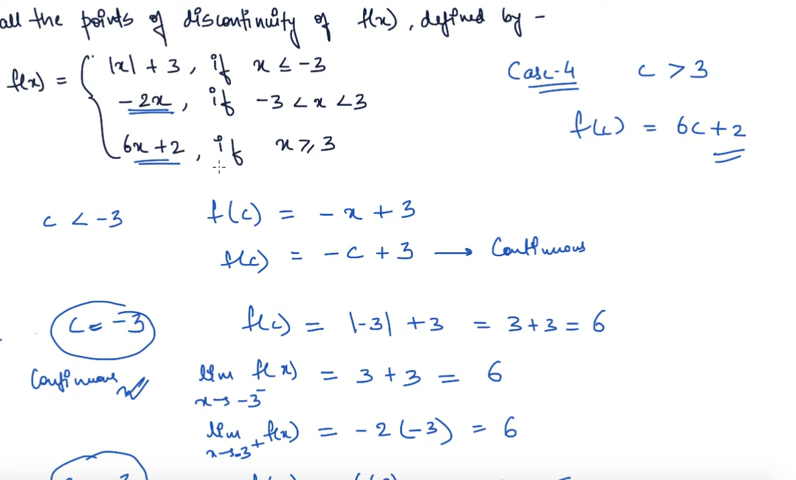 all the points of discontinuity of f(x), defined by -
f(x) = { |x| + 3 , if x ≤ -3
-2x , if -3 < x < 3
6x + 2 , if x ≥ 3
Case-4 c > 3
f(c) = 6c + 2
c < -3 f(c) = -x + 3
f(c) = -c + 3 → Continuous
c = -3 f(c) = |-3| + 3 = 3 + 3 = 6
Continuous ✓ lim x→-3⁻ f(x) = 3 + 3 = 6
lim x→-3⁺ f(x) = -2(-3) = 6